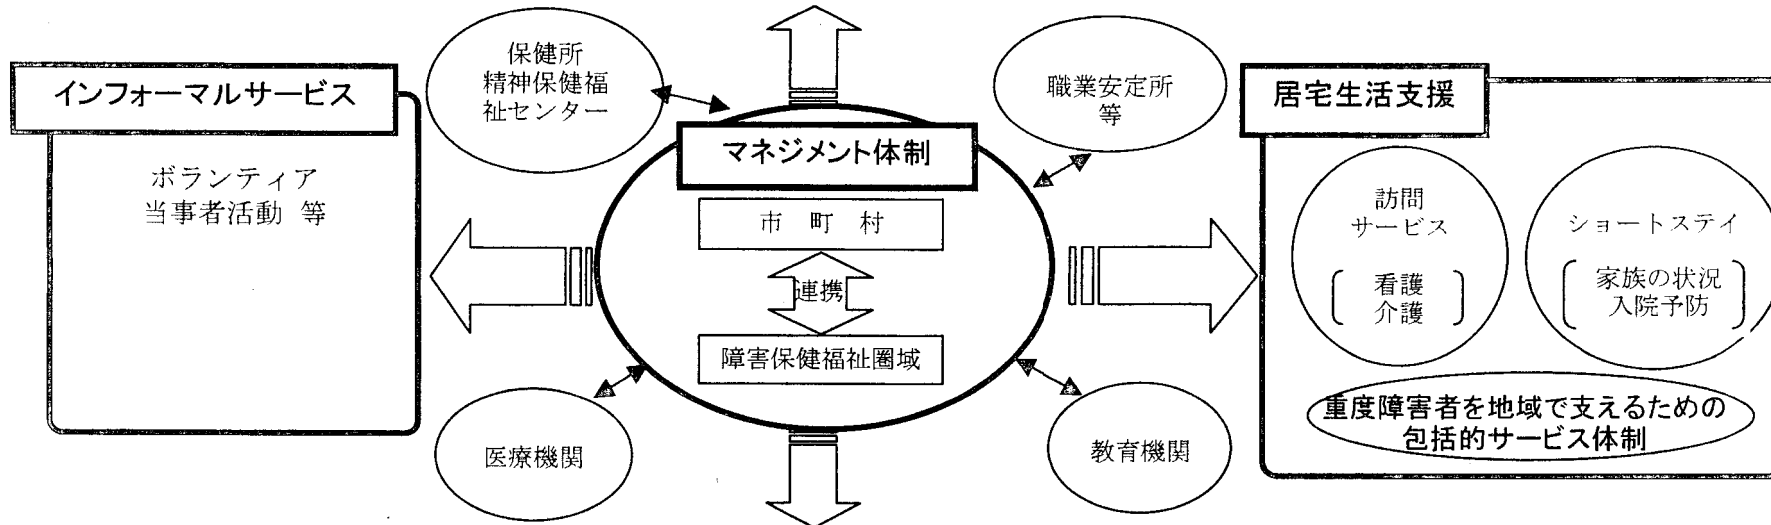 インフォーマルサービス
ボランティア
当事者活動 等
保健所
精神保健福
祉センター
職業安定所
等
マネジメント体制
市 町 村
連携
障害保健福祉圏域
医療機関
教育機関
居宅生活支援
訪問
サービス
看護
介護
ショートステイ
家族の状況
入院予防
重度障害者を地域で支えるための
包括的サービス体制